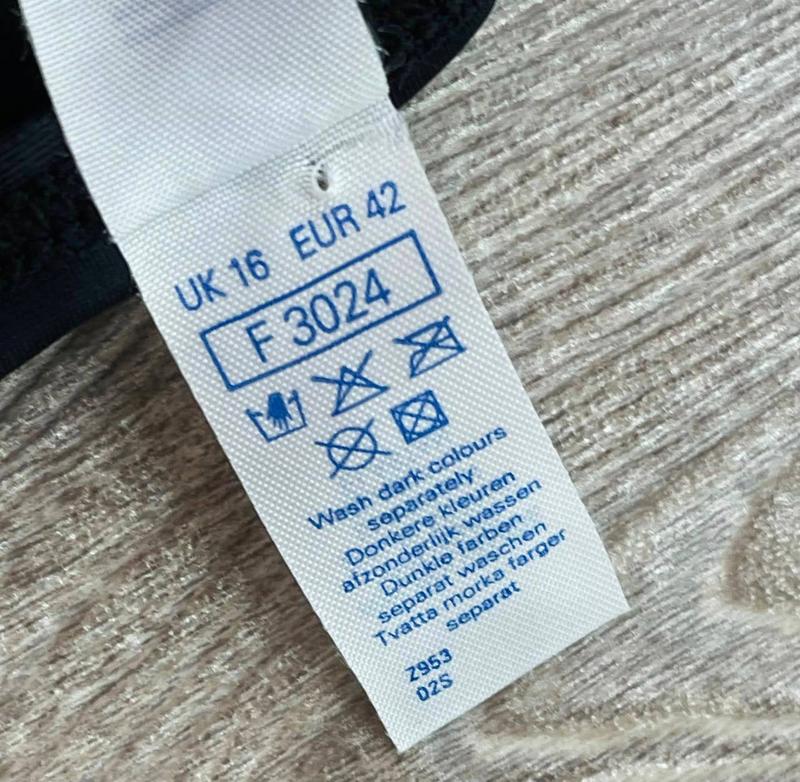 UK 16 EUR 42
F 3024
Wash dark colours
separately
Donkere kleuren
afzonderlijk wassen
Dunkle farben
separat waschen
Tvatta morka farger
separat
Z953
02S